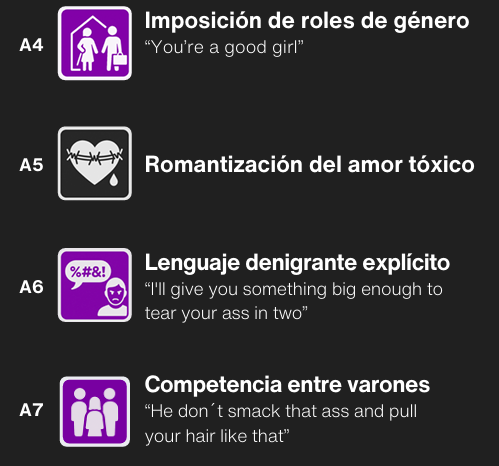 A4
Imposición de roles de género
“You’re a good girl”
A5
Romantización del amor tóxico
A6
%#&!
Lenguaje denigrante explícito
“I'll give you something big enough to
tear your ass in two”
A7
Competencia entre varones
“He don´t smack that ass and pull
your hair like that”